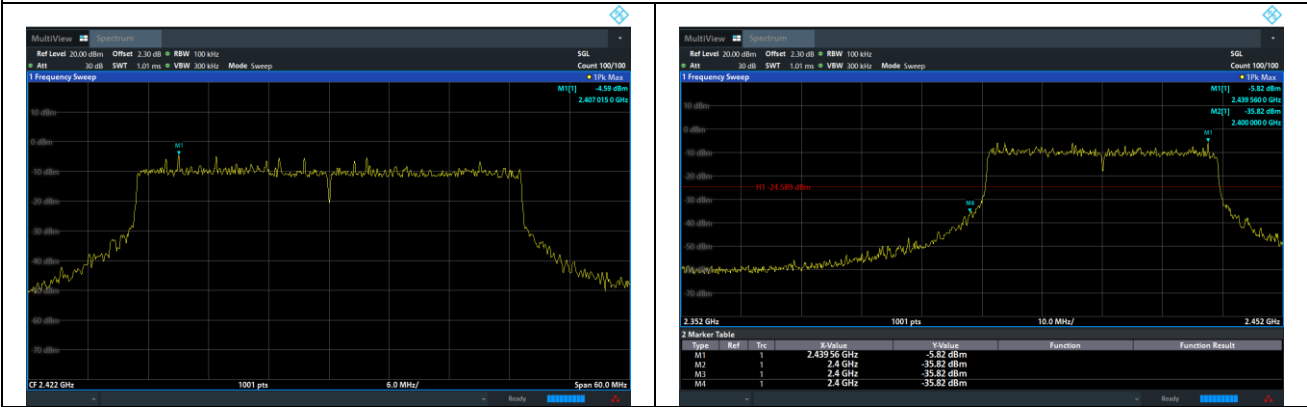 MultiView Spectrum
Ref Level 20.00 dBm Offset 2.30 dB RBW 100 kHz SGL
Att 30 dB SWT 1.01 ms VBW 300 kHz Mode Sweep Count 100/100
1 Frequency Sweep 1Pk Max
M1[1] -4.59 dBm
2.407 015 0 GHz
10 dBm
0 dBm
M1
-10 dBm
-20 dBm
-30 dBm
-40 dBm
-50 dBm
-60 dBm
-70 dBm
CF 2.422 GHz 1001 pts 6.0 MHz/ Span 60.0 MHz
Ready
MultiView Spectrum
Ref Level 20.00 dBm Offset 2.30 dB RBW 100 kHz SGL
Att 30 dB SWT 1.01 ms VBW 300 kHz Mode Sweep Count 100/100
1 Frequency Sweep 1Pk Max
M1[1] -5.82 dBm
2.439 560 0 GHz
M2[1] -35.82 dBm
2.400 000 0 GHz
10 dBm
0 dBm
M1
-10 dBm
-20 dBm
H1 -24.589 dBm
-30 dBm
-40 dBm
-50 dBm
-60 dBm
-70 dBm
2.352 GHz 1001 pts 10.0 MHz/ 2.452 GHz
2 Marker Table
Type Ref Trc X-Value Y-Value Function Function Result
M1 1 2.439 56 GHz -5.82 dBm
M2 1 2.4 GHz -35.82 dBm
M3 1 2.4 GHz -35.82 dBm
M4 1 2.4 GHz -35.82 dBm
Ready